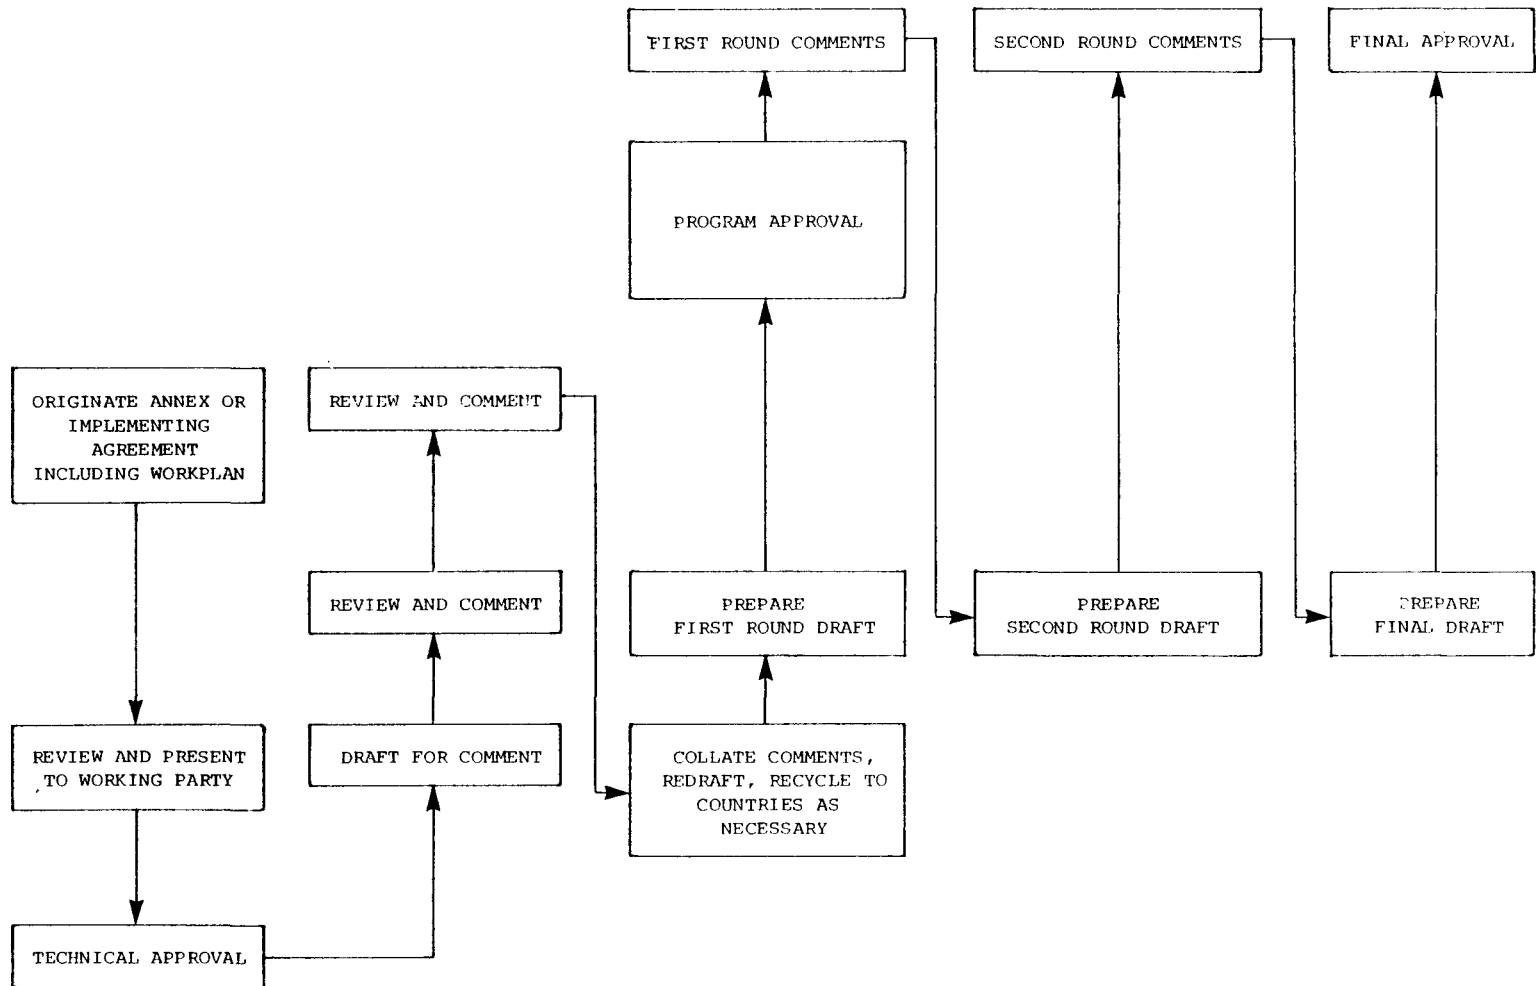 FIRST ROUND COMMENTS
SECOND ROUND COMMENTS
FINAL APPROVAL
PROGRAM APPROVAL
ORIGINATE ANNEX OR
IMPLEMENTING
AGREEMENT
INCLUDING WORKPLAN
REVIEW AND COMMENT
REVIEW AND COMMENT
PREPARE
FIRST ROUND DRAFT
PREPARE
SECOND ROUND DRAFT
PREPARE
FINAL DRAFT
REVIEW AND PRESENT
TO WORKING PARTY
DRAFT FOR COMMENT
COLLATE COMMENTS,
REDRAFT, RECYCLE TO
COUNTRIES AS
NECESSARY
TECHNICAL APPROVAL